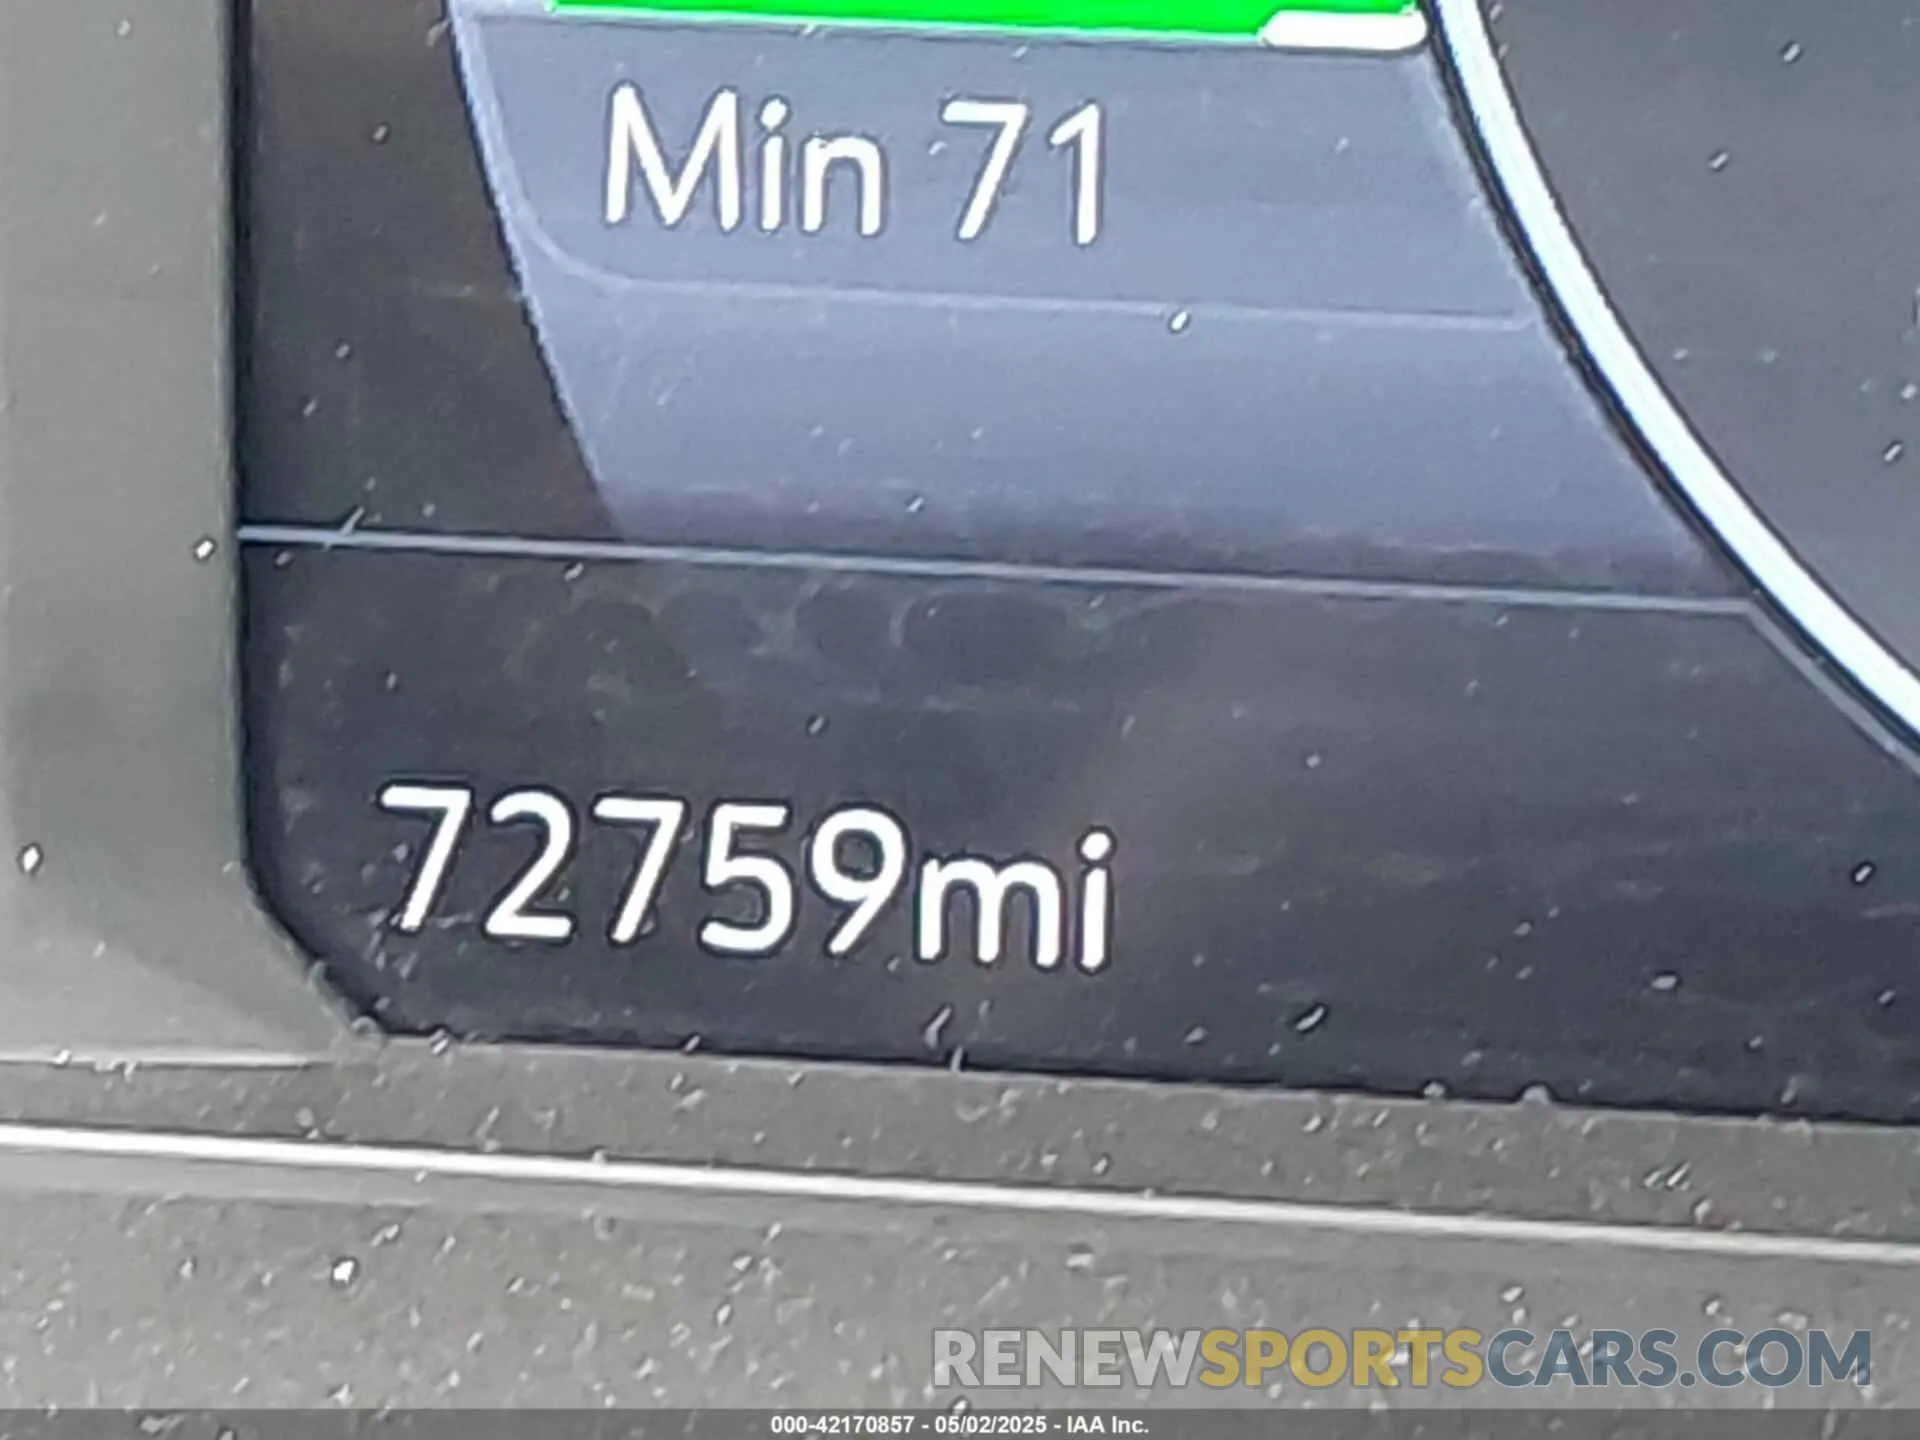 Min 71
72759mi
RENEWSPORTSCARS.COM
000-42170857 - 05/02/2025 - IAA Inc.